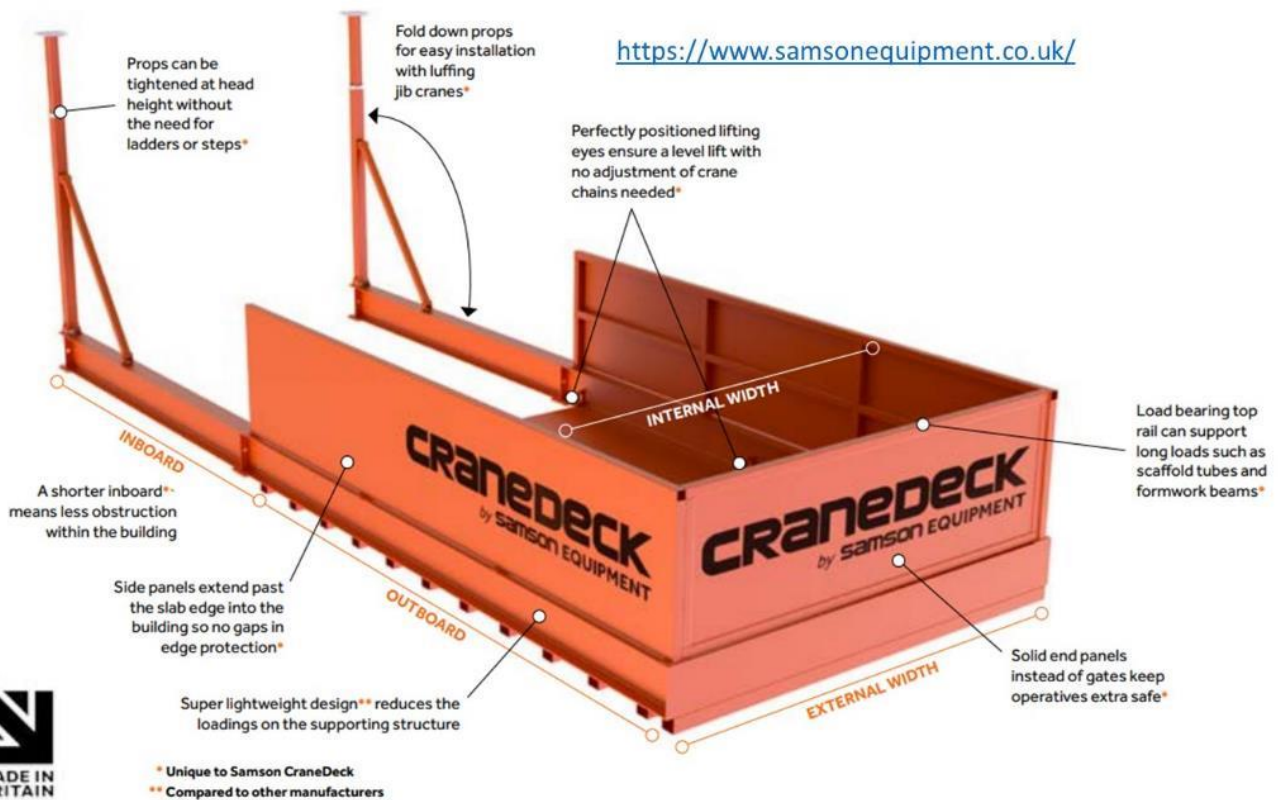 https://www.samsonequipment.co.uk/
Props can be
tightened at head
height without
the need for
ladders or steps*
Fold down props
for easy installation
with luffing
jib cranes*
Perfectly positioned lifting
eyes ensure a level lift with
no adjustment of crane
chains needed*
INTERNAL WIDTH
Load bearing top
rail can support
long loads such as
scaffold tubes and
formwork beams*
INBOARD
A shorter inboard**
means less obstruction
within the building
CRANEDECK
by SAMSON EQUIPMENT
CRANEDECK
by SAMSON EQUIPMENT
Side panels extend past
the slab edge into the
building so no gaps in
edge protection*
OUTBOARD
Super lightweight design** reduces the
loadings on the supporting structure
EXTERNAL WIDTH
Solid end panels
instead of gates keep
operatives extra safe*
ADE IN
RITAIN
* Unique to Samson CraneDeck
** Compared to other manufacturers